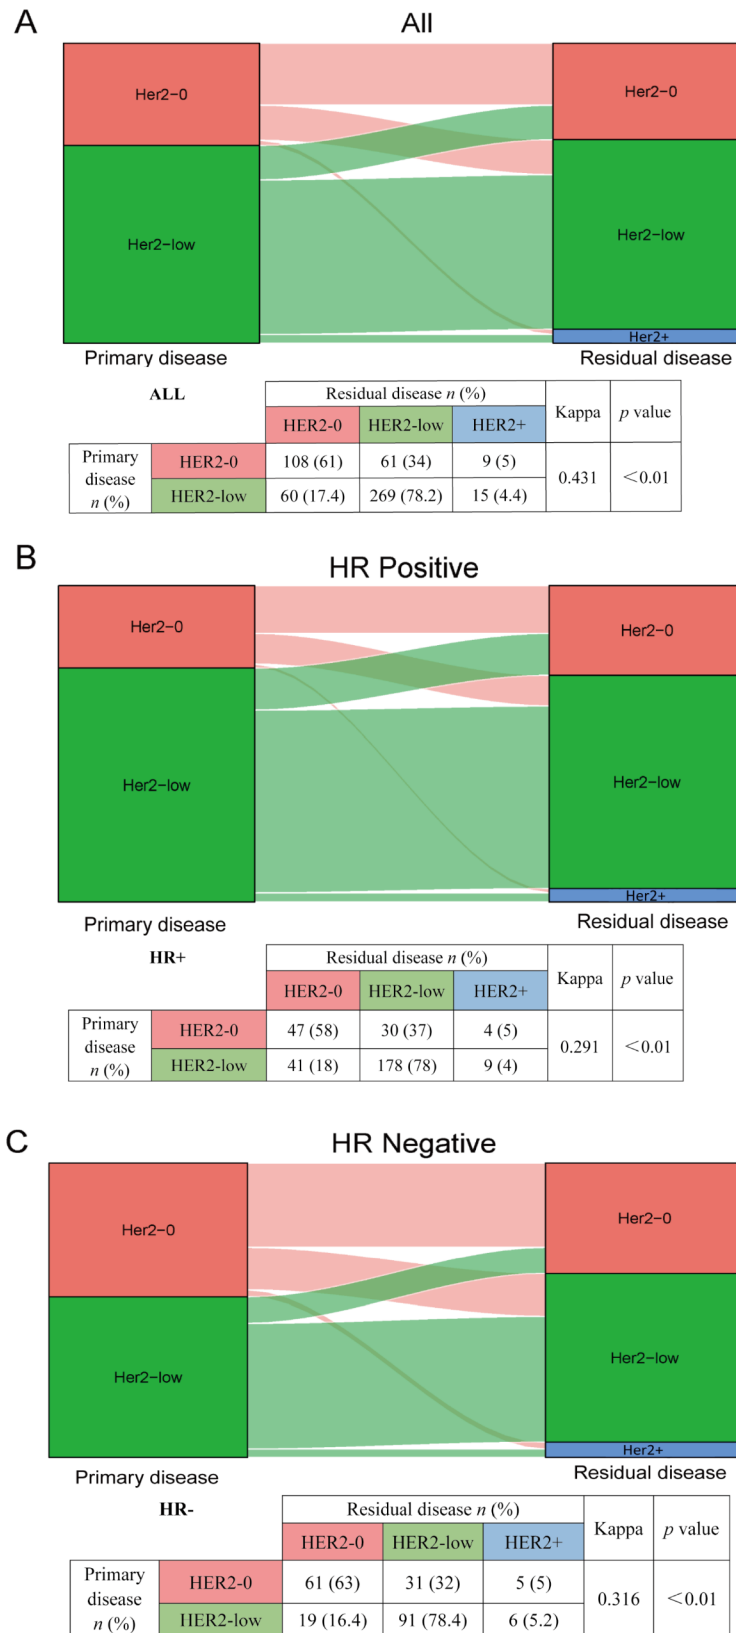 A
All
Her2-0
Her2-0
Her2-low
Her2-low
Her2+
Primary disease
Residual disease
ALL
Residual disease n (%)
Kappa
p value
HER2-0
HER2-low
HER2+
Primary disease n (%)
HER2-0
108 (61)
61 (34)
9 (5)
0.431
<0.01
HER2-low
60 (17.4)
269 (78.2)
15 (4.4)
B
HR Positive
Her2-0
Her2-0
Her2-low
Her2-low
Her2+
Primary disease
Residual disease
HR+
Residual disease n (%)
Kappa
p value
HER2-0
HER2-low
HER2+
Primary disease n (%)
HER2-0
47 (58)
30 (37)
4 (5)
0.291
<0.01
HER2-low
41 (18)
178 (78)
9 (4)
C
HR Negative
Her2-0
Her2-0
Her2-low
Her2-low
Her2+
Primary disease
Residual disease
HR-
Residual disease n (%)
Kappa
p value
HER2-0
HER2-low
HER2+
Primary disease n (%)
HER2-0
61 (63)
31 (32)
5 (5)
0.316
<0.01
HER2-low
19 (16.4)
91 (78.4)
6 (5.2)